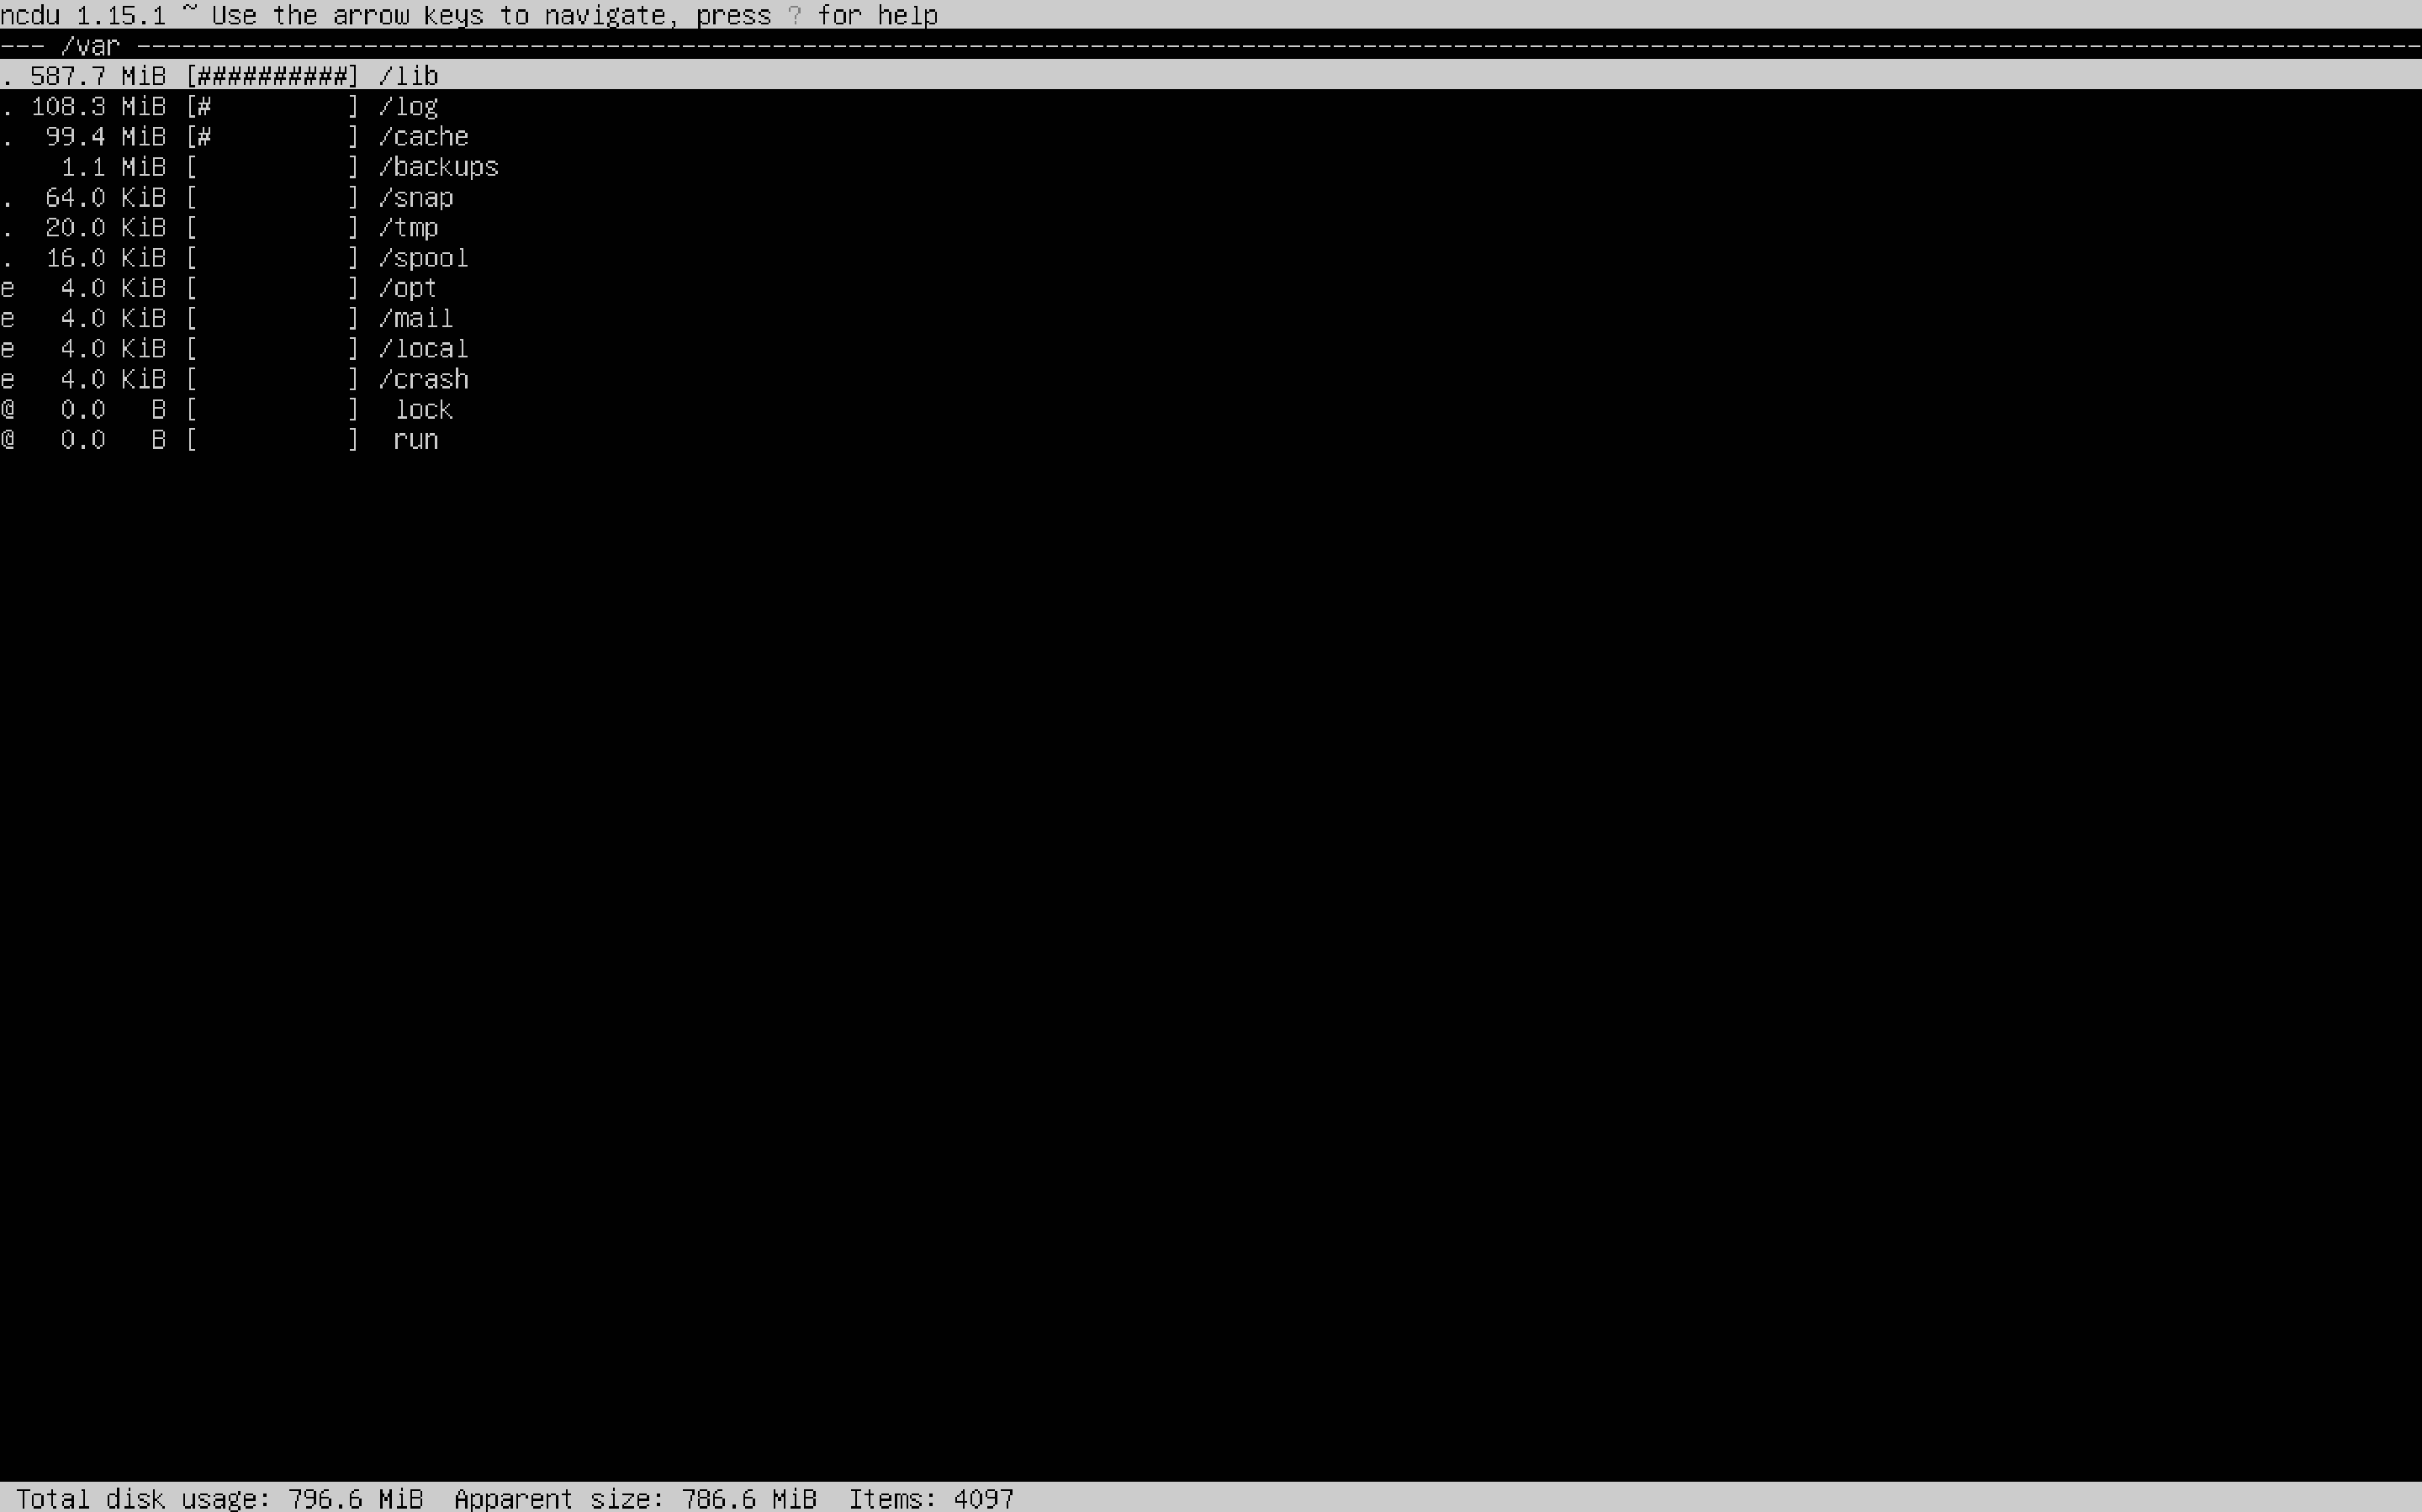 ncdu 1.15.1 ~ Use the arrow keys to navigate, press ? for help
--- /var --------------------------------------------------------------------------------------------------------------------------------------------------------
. 587.7 MiB [##########] /lib
. 108.3 MiB [#         ] /log
.  99.4 MiB [#         ] /cache
    1.1 MiB [          ] /backups
.  64.0 KiB [          ] /snap
.  20.0 KiB [          ] /tmp
.  16.0 KiB [          ] /spool
e   4.0 KiB [          ] /opt
e   4.0 KiB [          ] /mail
e   4.0 KiB [          ] /local
e   4.0 KiB [          ] /crash
@   0.0   B [          ]  lock
@   0.0   B [          ]  run
Total disk usage: 796.6 MiB  Apparent size: 786.6 MiB  Items: 4097